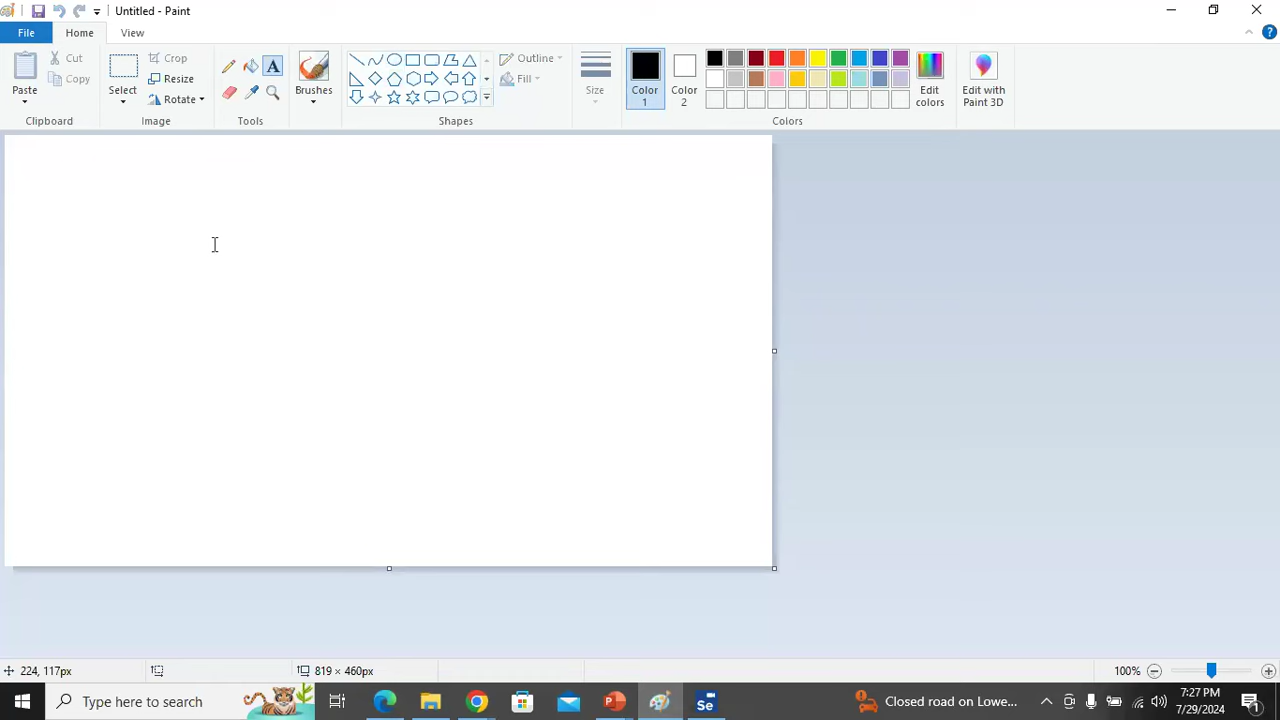 Untitled - Paint
File Home View
Paste
Cut
Copy
Clipboard
Select
Crop
Resize
Rotate
Image
A
Tools
Brushes
Outline
Fill
Shapes
Size
Color 1
Color 2
Edit colors
Colors
Edit with Paint 3D
224, 117px
819 × 460px
100%
Type here to search
Se
Closed road on Lowe...
7:27 PM
7/29/2024
1